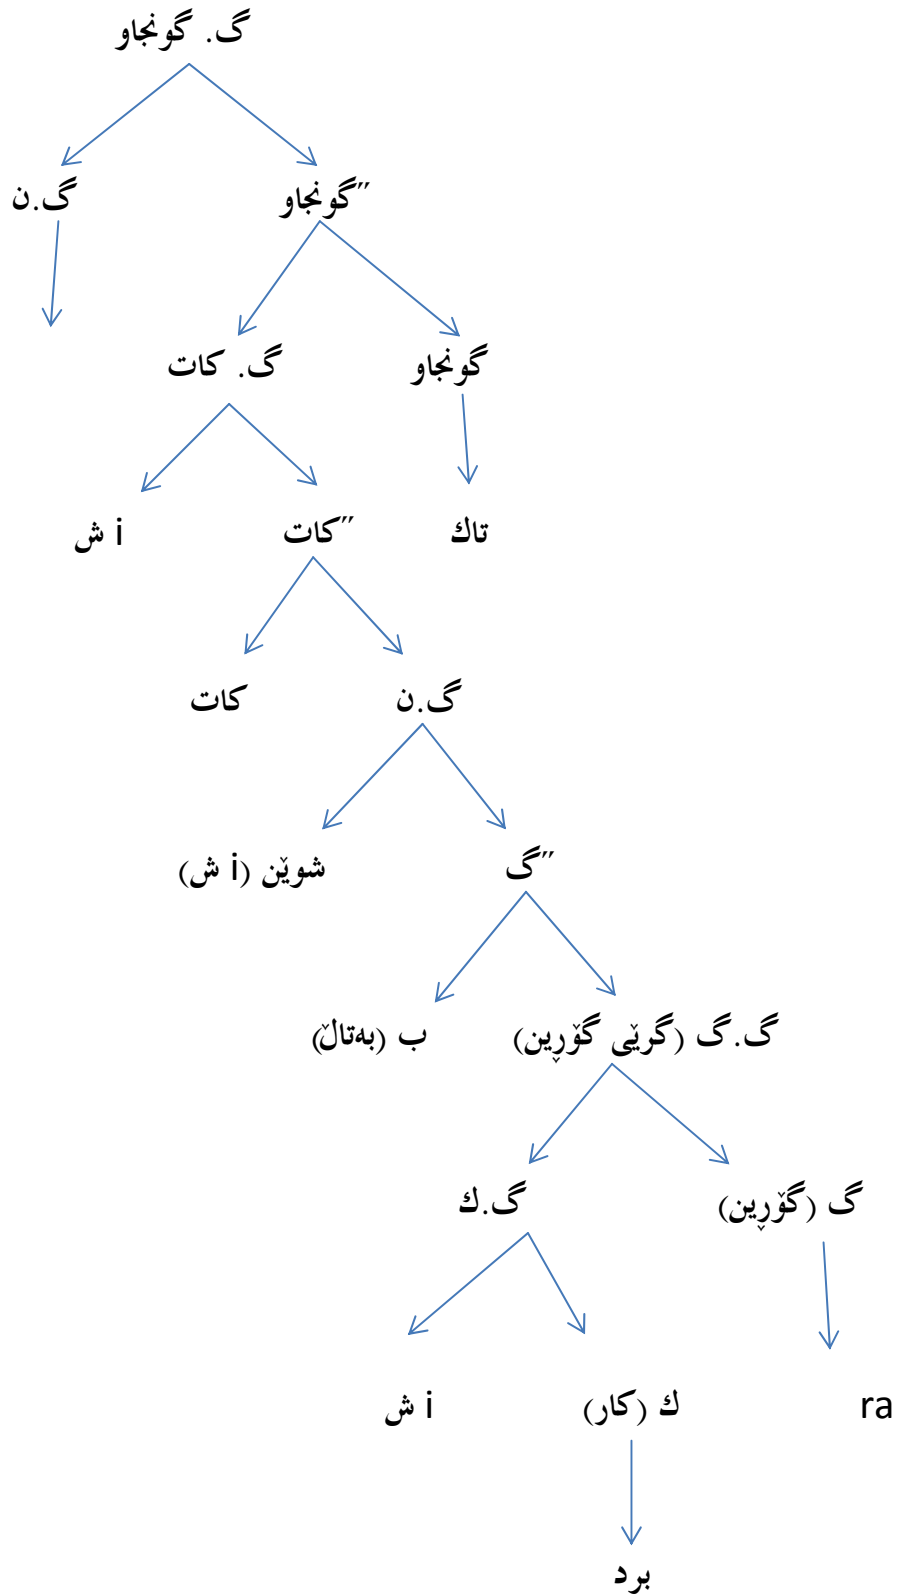 گ. گونجاو
گونجاو″ گ.ن
گونجاو گ. كات
تاك كات″ ش i
گ.ن كات
گ″ شوێن (ش i)
گ.گ (گرێی گۆڕین) ب (بەتاڵ)
گ (گۆڕین) گ.ك
ra ك (كار) ش i
برد